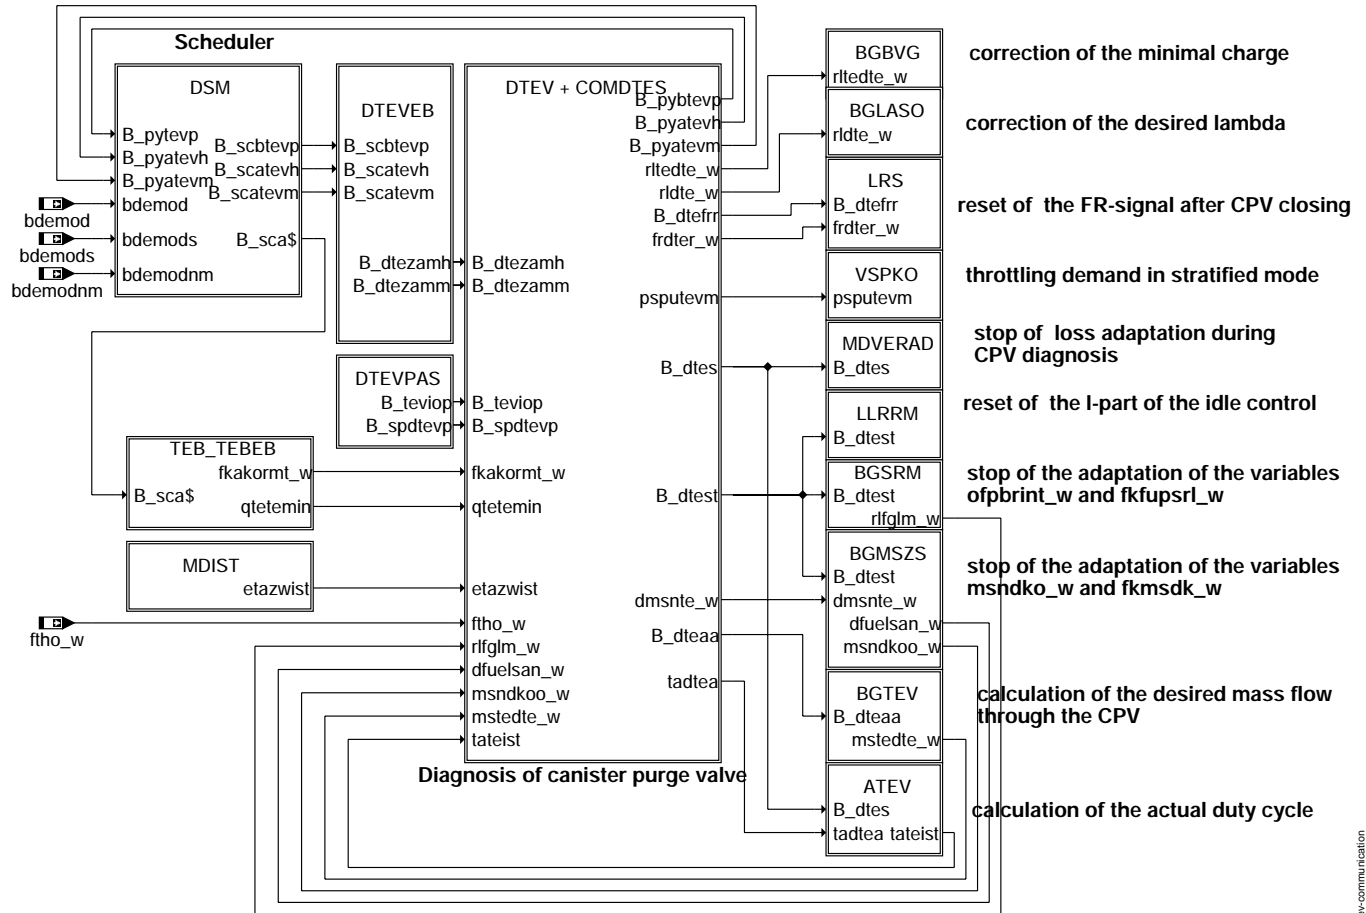 Scheduler
DSM
B_pytevp
B_pyatevh
B_pyatevm
bdemod
bdemods
bdemodnm
B_scbtevp
B_scatevh
B_scatevm
B_sca$
bdemod
bdemods
bdemodnm
DTEVEB
B_scbtevp
B_scatevh
B_scatevm
B_dtezamh
B_dtezamm
DTEVPAS
B_teviop
B_spdtevp
TEB_TEBEB
fkakormt_w
B_sca$
qtetemin
MDIST
etazwist
ftho_w
DTEV + COMDTES
B_dtezamh
B_dtezamm
B_teviop
B_spdtevp
fkakormt_w
qtetemin
etazwist
ftho_w
rlfglm_w
dfuelsan_w
msndkoo_w
mstedte_w
tateist
B_pybtevp
B_pyatevh
B_pyatevm
rltedte_w
rldte_w
B_dtefrr
frdter_w
psputevm
B_dtes
B_dtest
dmsnte_w
B_dteaa
tadtea
Diagnosis of canister purge valve
BGBVG
rltedte_w
correction of the minimal charge
BGLASO
rldte_w
correction of the desired lambda
LRS
B_dtefrr
frdter_w
reset of the FR-signal after CPV closing
VSPKO
psputevm
throttling demand in stratified mode
MDVERAD
B_dtes
stop of loss adaptation during
CPV diagnosis
LLRRM
B_dtest
reset of the I-part of the idle control
BGSRM
B_dtest
rlfglm_w
stop of the adaptation of the variables
ofpbrint_w and fkfupsrl_w
BGMSZS
B_dtest
dmsnte_w
dfuelsan_w
msndkoo_w
stop of the adaptation of the variables
msndko_w and fkmsdk_w
BGTEV
B_dteaa
mstedte_w
calculation of the desired mass flow
through the CPV
ATEV
B_dtes
tadtea tateist
calculation of the actual duty cycle